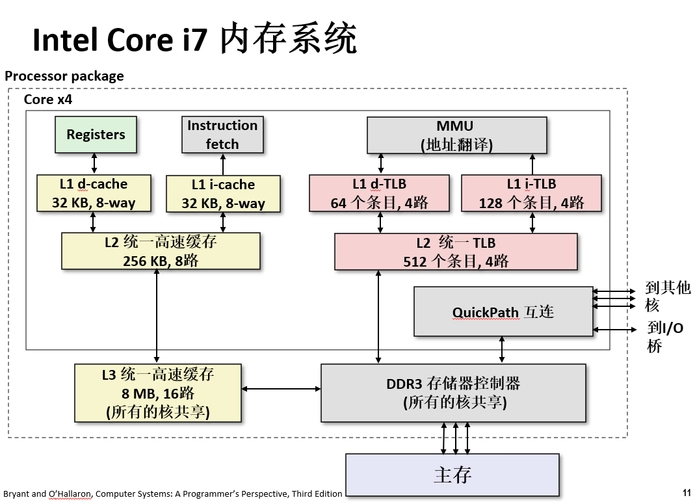 Intel Core i7 内存系统
Processor package
Core x4
Registers
Instruction
fetch
MMU
(地址翻译)
L1 d-cache
32 KB, 8-way
L1 i-cache
32 KB, 8-way
L1 d-TLB
64 个条目, 4路
L1 i-TLB
128 个条目, 4路
L2 统一高速缓存
256 KB, 8路
L2 统一 TLB
512 个条目, 4路
QuickPath 互连
到其他
核
到I/O
桥
L3 统一高速缓存
8 MB, 16路
(所有的核共享)
DDR3 存储器控制器
(所有的核共享)
主存
Bryant and O'Hallaron, Computer Systems: A Programmer's Perspective, Third Edition
11